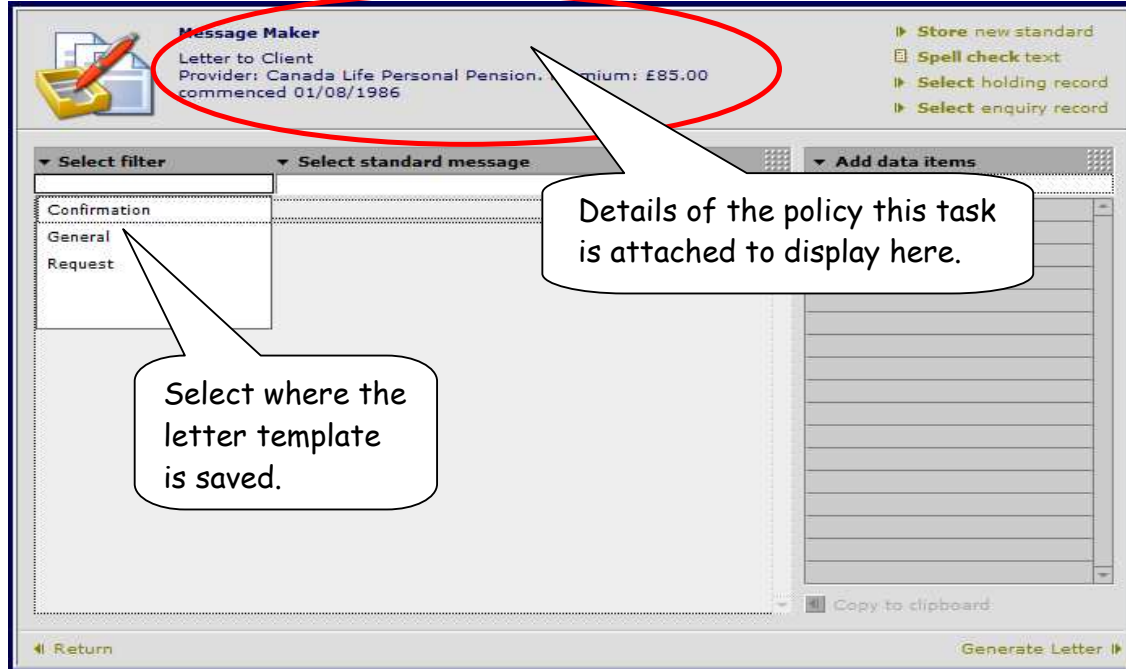 Message Maker
Letter to Client
Provider: Canada Life Personal Pension. Premium: £85.00
commenced 01/08/1986
Store new standard
Spell check text
Select holding record
Select enquiry record
Select filter
Select standard message
Add data items
Confirmation
General
Request
Details of the policy this task
is attached to display here.
Select where the
letter template
is saved.
Copy to clipboard
Return
Generate Letter